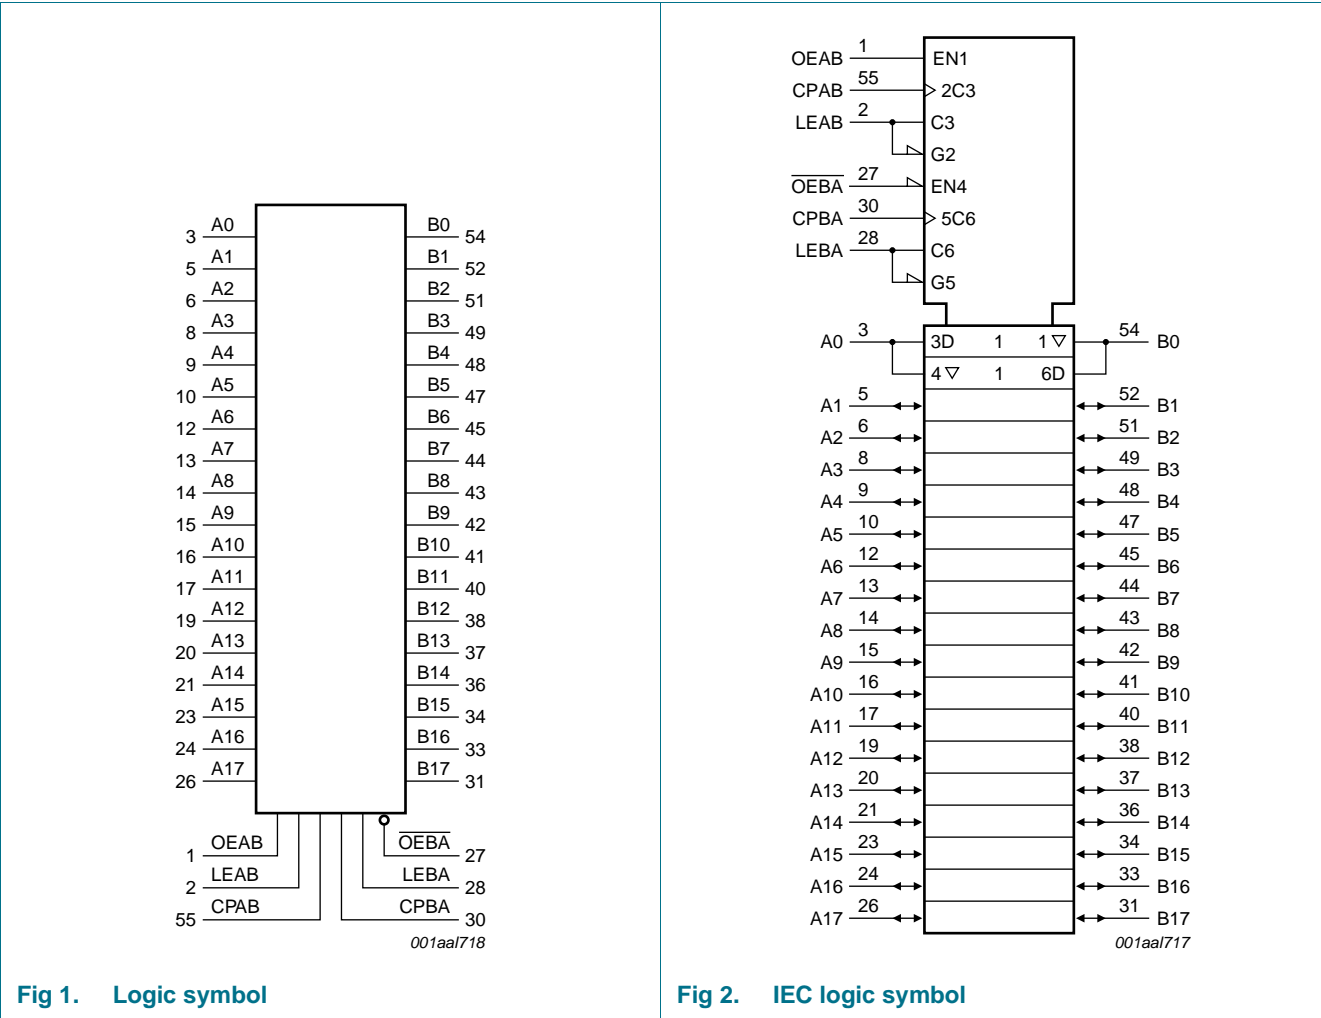 A0 B0
3 54
A1 B1
5 52
A2 B2
6 51
A3 B3
8 49
A4 B4
9 48
A5 B5
10 47
A6 B6
12 45
A7 B7
13 44
A8 B8
14 43
A9 B9
15 42
A10 B10
16 41
A11 B11
17 40
A12 B12
19 38
A13 B13
20 37
A14 B14
21 36
A15 B15
23 34
A16 B16
24 33
A17 B17
26 31
OEAB OEBA
1 27
LEAB LEBA
2 28
CPAB CPBA
55 30
001aal718
Fig 1. Logic symbol
OEAB 1 EN1
CPAB 55 2C3
LEAB 2 C3
G2
OEBA 27 EN4
CPBA 30 5C6
LEBA 28 C6
G5
A0 3 3D 1 1 ▽ 54 B0
4 ▽ 1 6D
A1 5 52 B1
A2 6 51 B2
A3 8 49 B3
A4 9 48 B4
A5 10 47 B5
A6 12 45 B6
A7 13 44 B7
A8 14 43 B8
A9 15 42 B9
A10 16 41 B10
A11 17 40 B11
A12 19 38 B12
A13 20 37 B13
A14 21 36 B14
A15 23 34 B15
A16 24 33 B16
A17 26 31 B17
001aal717
Fig 2. IEC logic symbol